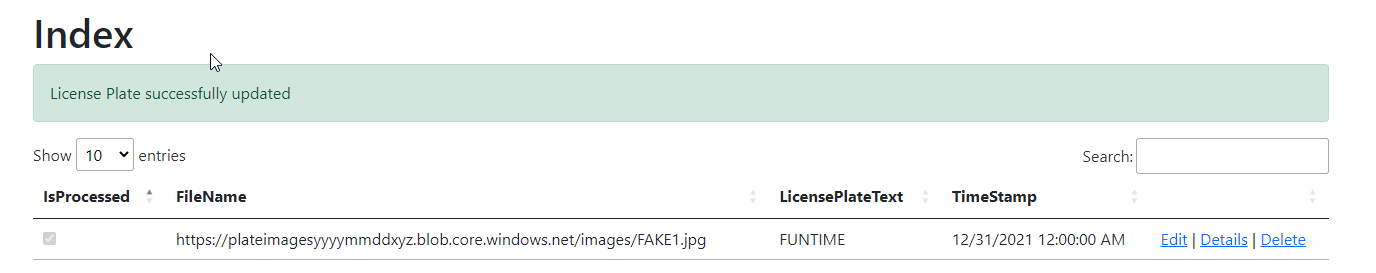 Index
License Plate successfully updated
Show 10 entries Search:
IsProcessed FileName LicensePlateText TimeStamp
https://plateimagesyyyymmddxyz.blob.core.windows.net/images/FAKE1.jpg FUNTIME 12/31/2021 12:00:00 AM Edit | Details | Delete